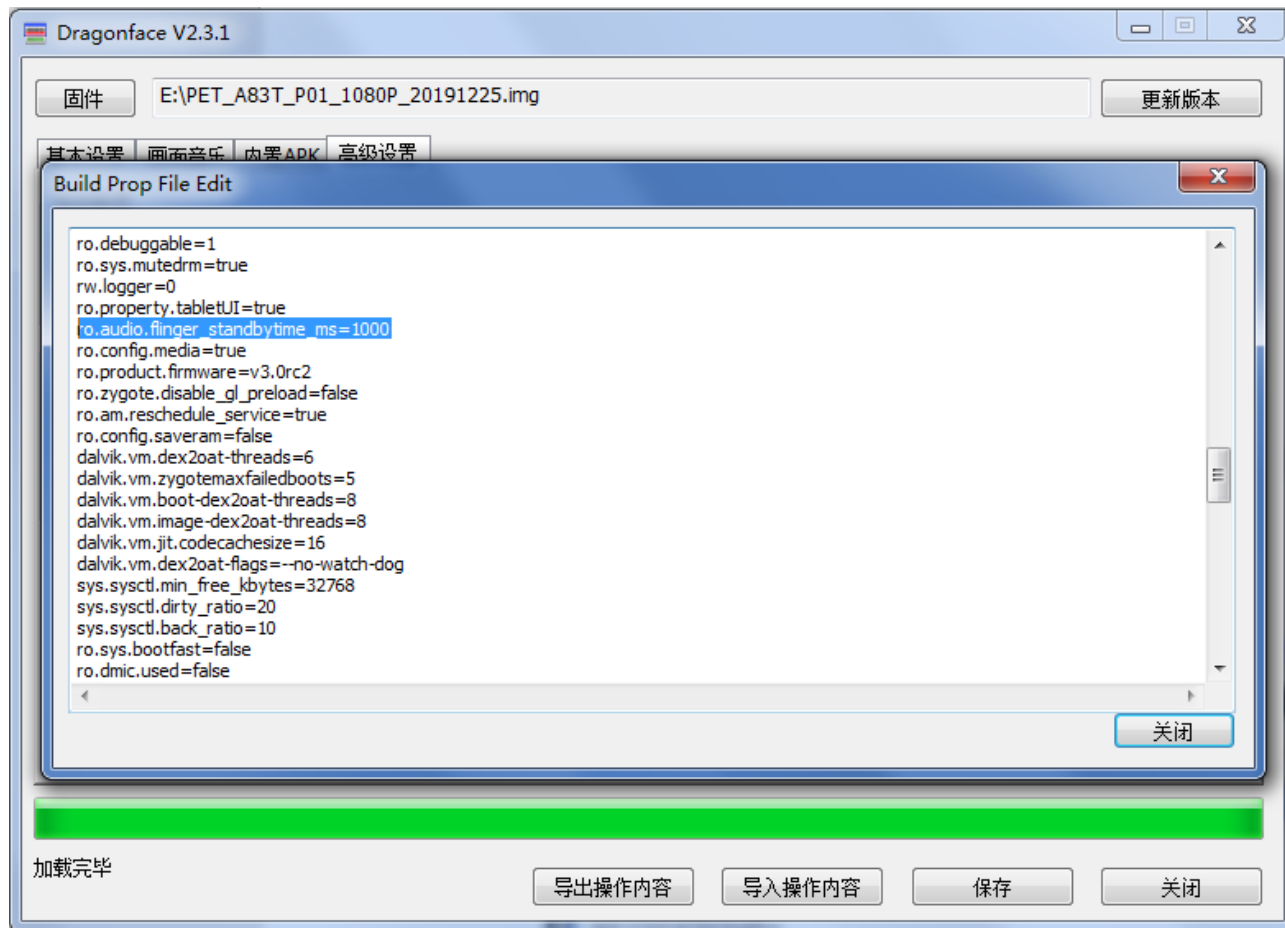 Dragonface V2.3.1
固件
E:\PET_A83T_P01_1080P_20191225.img
更新版本
基本设置 画面音乐 内置APK 高级设置
Build Prop File Edit
ro.debuggable=1
ro.sys.mutedrm=true
rw.logger=0
ro.property.tabletUI=true
ro.audio.flinger_standbytime_ms=1000
ro.config.media=true
ro.product.firmware=v3.0rc2
ro.zygote.disable_gl_preload=false
ro.am.reschedule_service=true
ro.config.saveram=false
dalvik.vm.dex2oat-threads=6
dalvik.vm.zygotemaxfailedboots=5
dalvik.vm.boot-dex2oat-threads=8
dalvik.vm.image-dex2oat-threads=8
dalvik.vm.jit.codecachesize=16
dalvik.vm.dex2oat-flags=--no-watch-dog
sys.sysctl.min_free_kbytes=32768
sys.sysctl.dirty_ratio=20
sys.sysctl.back_ratio=10
ro.sys.bootfast=false
ro.dmic.used=false
关闭
加载完毕
导出操作内容 导入操作内容 保存 关闭